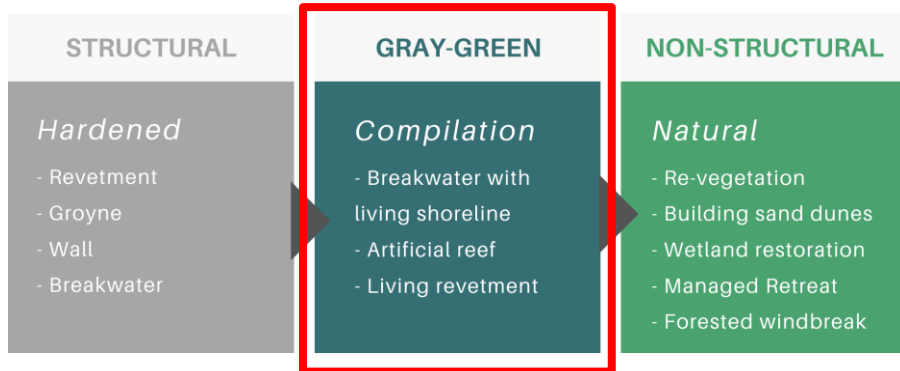 STRUCTURAL
Hardened
- Revetment
- Groyne
- Wall
- Breakwater
GRAY-GREEN
Compilation
- Breakwater with
living shoreline
- Artificial reef
- Living revetment
NON-STRUCTURAL
Natural
- Re-vegetation
- Building sand dunes
- Wetland restoration
- Managed Retreat
- Forested windbreak